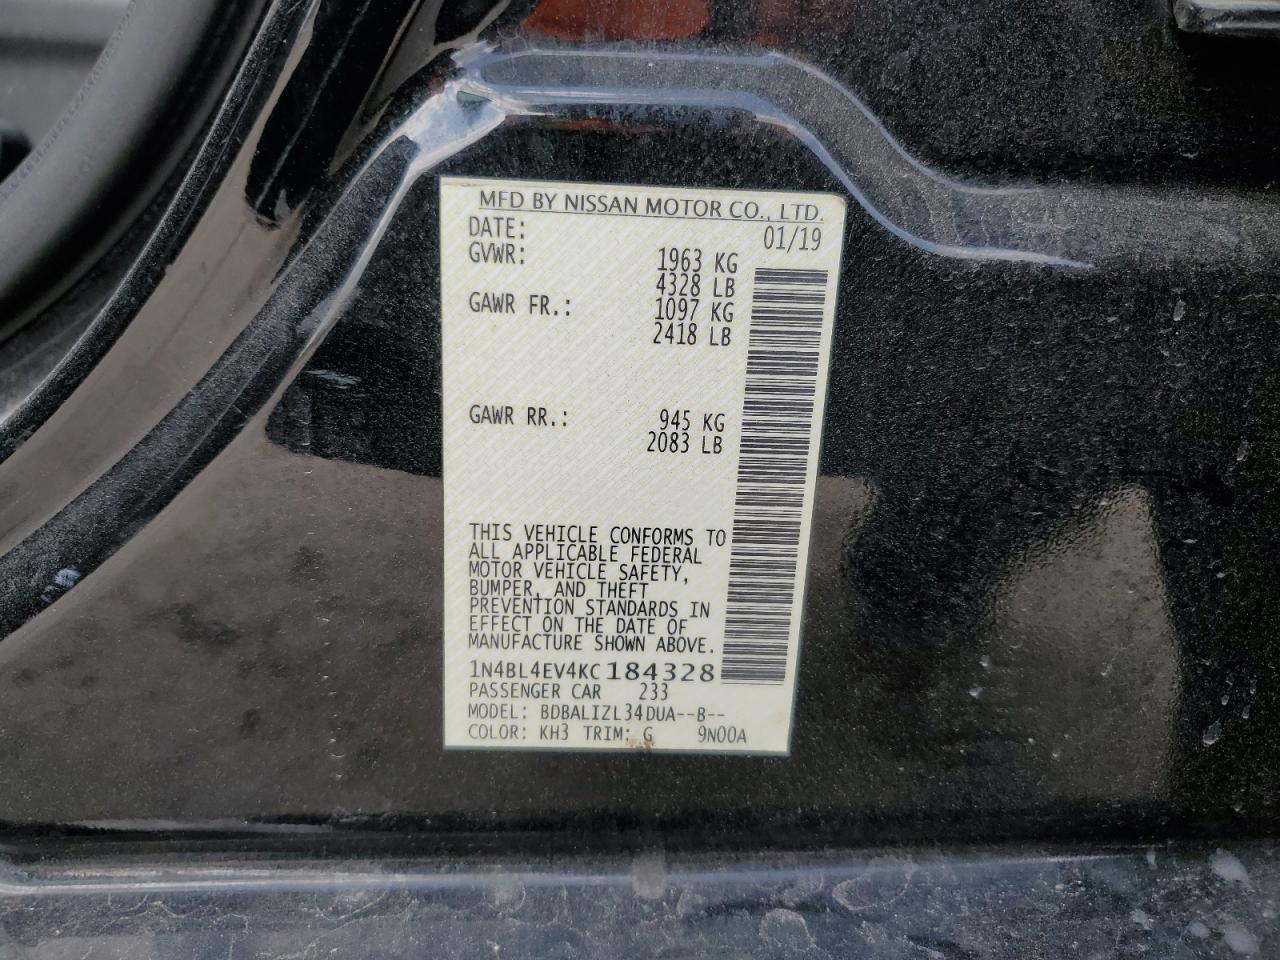 MFD BY NISSAN MOTOR CO., LTD.
DATE: 01/19
GVWR: 1963 KG
4328 LB
GAWR FR.: 1097 KG
2418 LB
GAWR RR.: 945 KG
2083 LB
THIS VEHICLE CONFORMS TO
ALL APPLICABLE FEDERAL
MOTOR VEHICLE SAFETY,
BUMPER, AND THEFT
PREVENTION STANDARDS IN
EFFECT ON THE DATE OF
MANUFACTURE SHOWN ABOVE.
1N4BL4EV4KC184328
PASSENGER CAR 233
MODEL: BDBALIZL34DUA--B--
COLOR: KH3 TRIM: G 9N00A